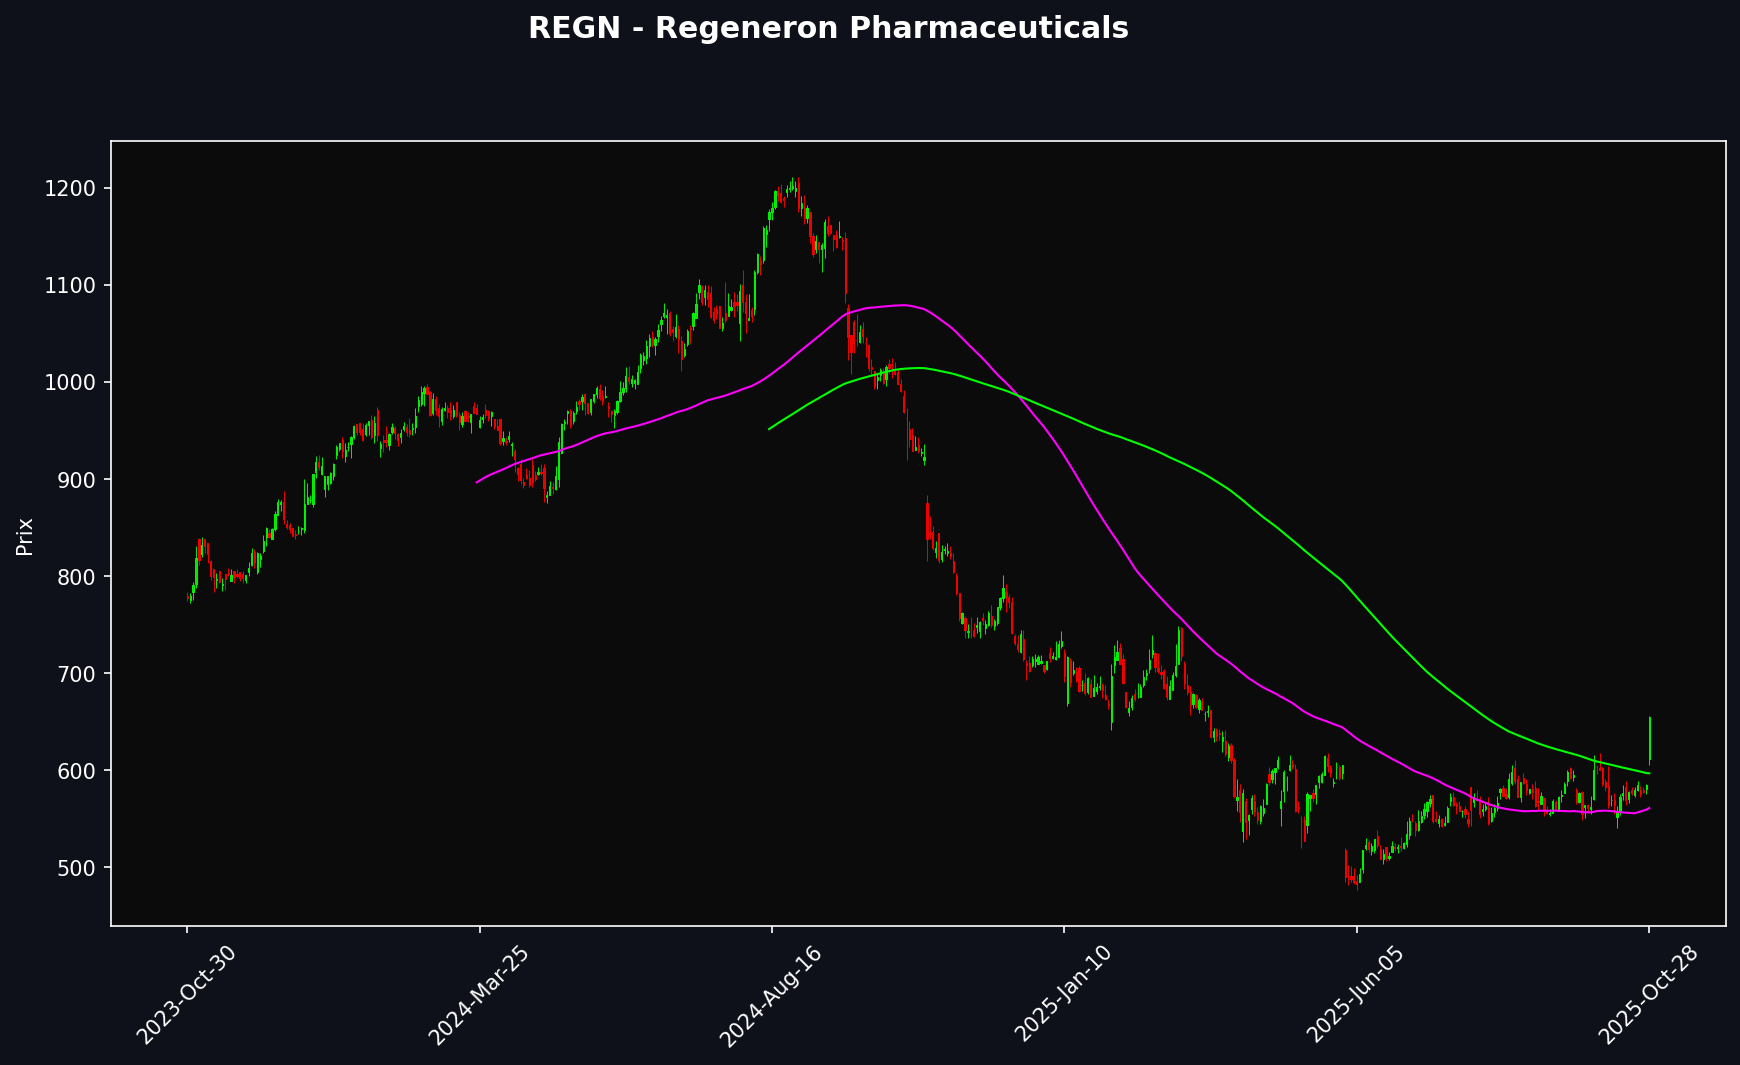 REGN - Regeneron Pharmaceuticals
Prix
1200
1100
1000
900
800
700
600
500
2023-Oct-30
2024-Mar-25
2024-Aug-16
2025-Jan-10
2025-Jun-05
2025-Oct-28